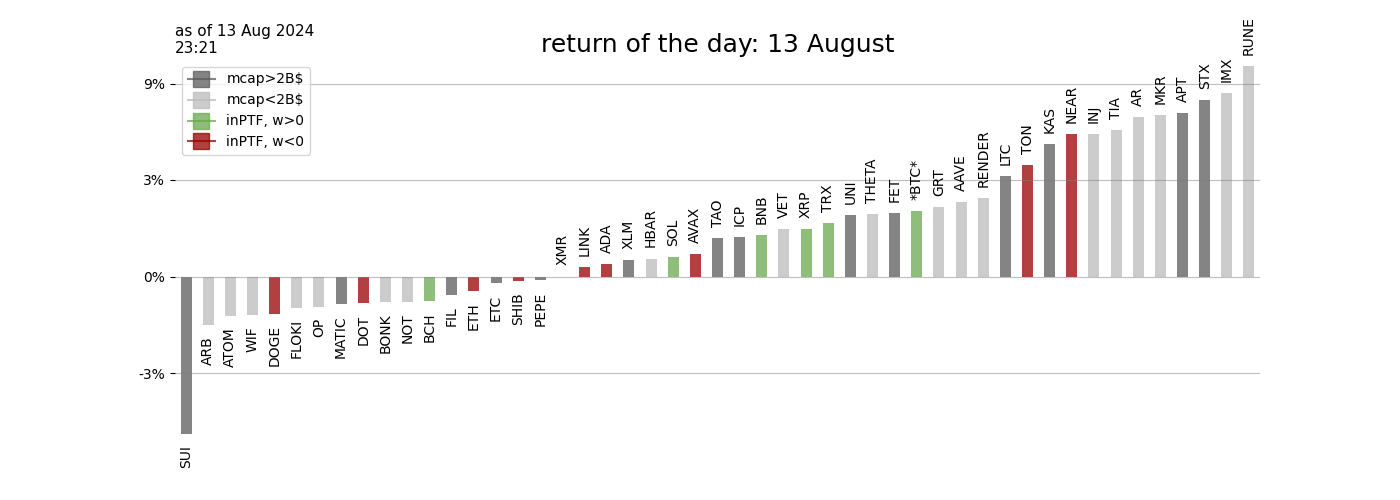 as of 13 Aug 2024
23:21
return of the day: 13 August
mcap>2B$
mcap<2B$
inPTF, w>0
inPTF, w<0
9%
3%
0%
-3%
SUI
ARB
ATOM
WIF
DOGE
FLOKI
OP
MATIC
DOT
BONK
NOT
BCH
FIL
ETH
ETC
SHIB
PEPE
XMR
LINK
ADA
XLM
HBAR
SOL
AVAX
TAO
ICP
BNB
VET
XRP
TRX
UNI
THETA
FET
*BTC*
GRT
AAVE
RENDER
LTC
TON
KAS
NEAR
INJ
TIA
AR
MKR
APT
STX
IMX
RUNE